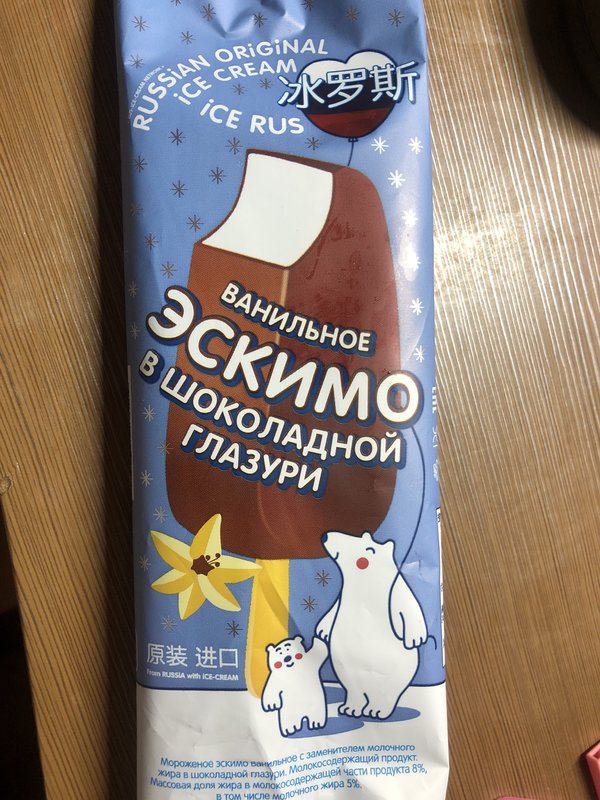 RUSSIAN ORIGINAL
ICE CREAM
ICE RUS
冰罗斯
ВАНИЛЬНОЕ
ЭСКИМО
В ШОКОЛАДНОЙ
ГЛАЗУРИ
原装 进口
From RUSSIA with ICE-CREAM
Мороженое эскимо ванильное с заменителем молочного
жира в шоколадной глазури. Молокосодержащий продукт.
Массовая доля жира в молокосодержащей части продукта 8%,
в том числе молочного жира 5%.